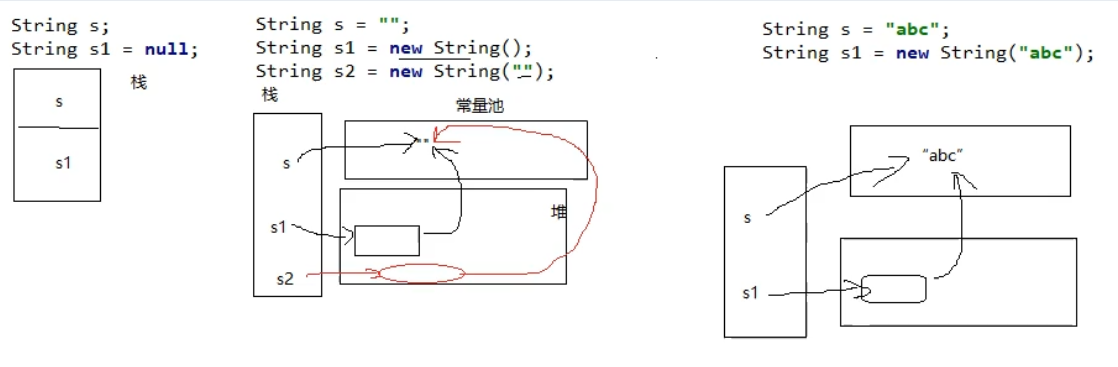 String s;
String s1 = null;
栈
s
s1
String s = "";
String s1 = new String();
String s2 = new String("");
栈
常量池
""
s
堆
s1
s2
String s = "abc";
String s1 = new String("abc");
"abc"
s
s1